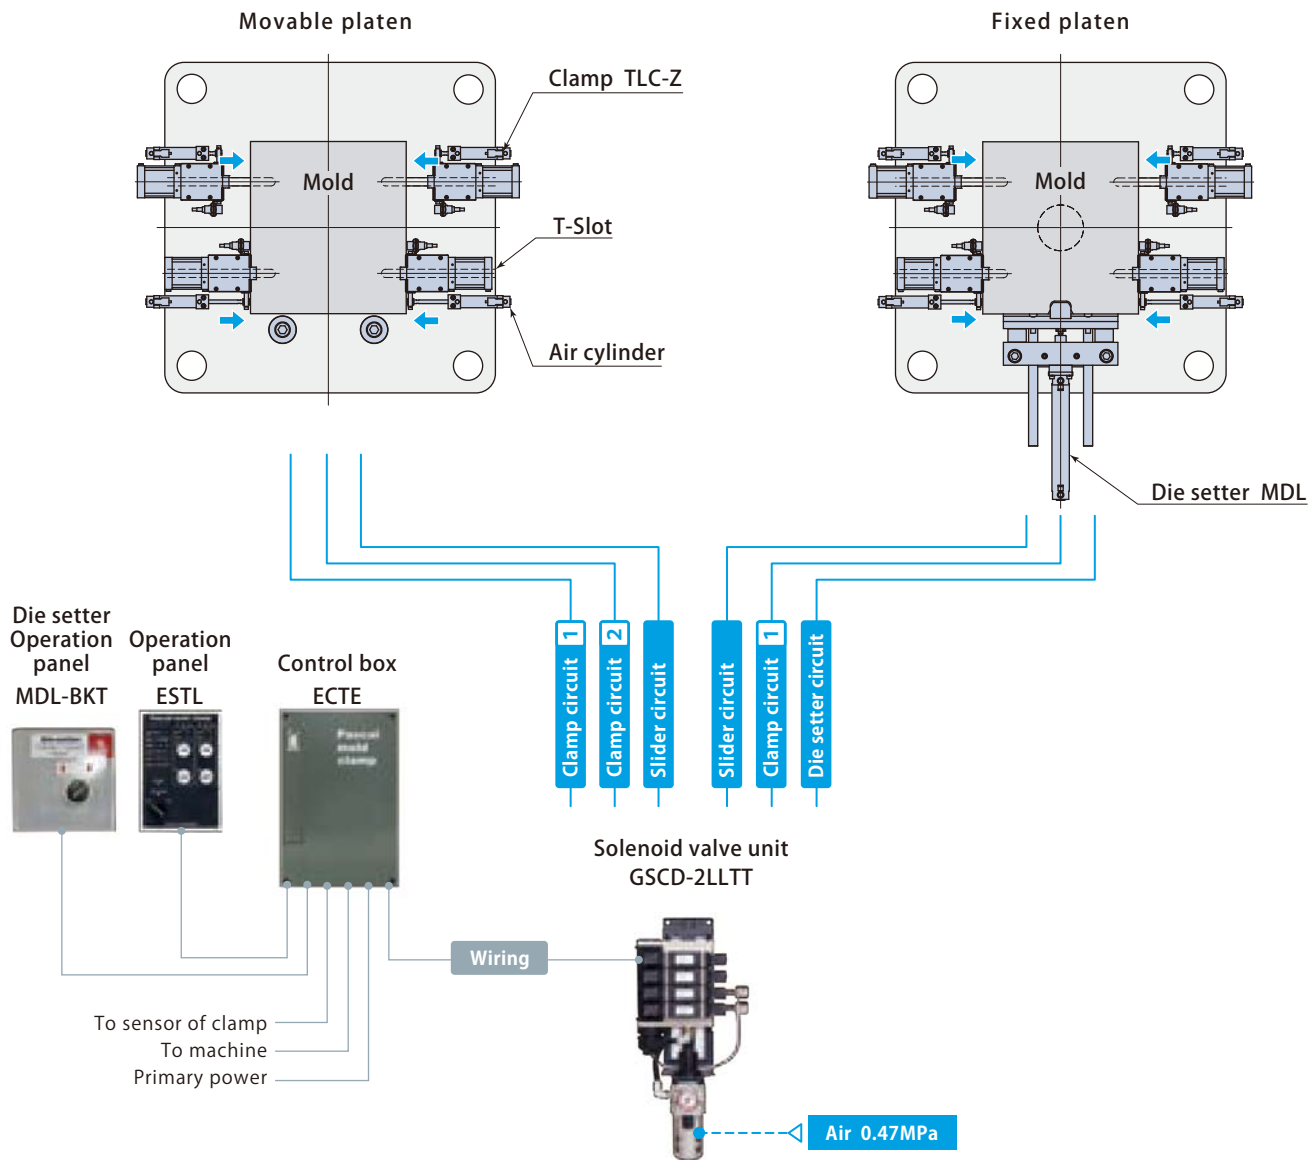 Movable platen
Fixed platen
Clamp TLC-Z
Mold
T-Slot
Air cylinder
Mold
Die setter MDL
Die setter
Operation
panel
MDL-BKT
Operation
panel
ESTL
Control box
ECTE
Pascal
mold
clamp
Clamp circuit 1
Clamp circuit 2
Slider circuit
Slider circuit
Clamp circuit 1
Die setter circuit
Solenoid valve unit
GSCD-2LLTT
Wiring
To sensor of clamp
To machine
Primary power
Air 0.47MPa